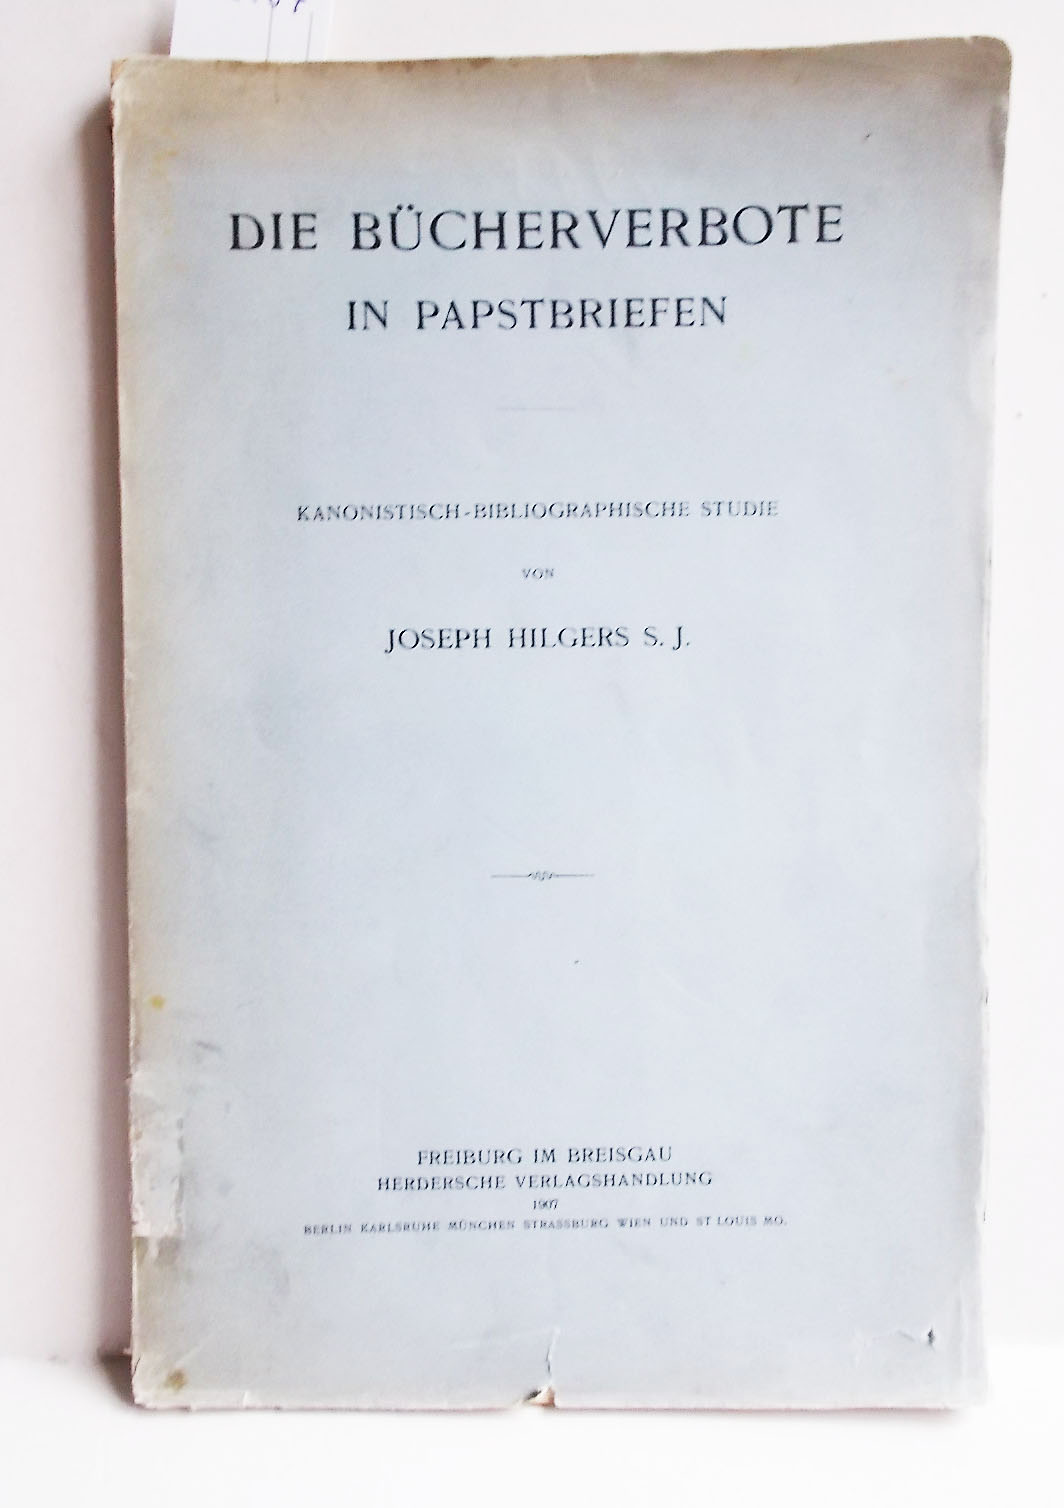 DIE BÜCHERVERBOTE
IN PAPSTBRIEFEN
KANONISTISCH-BIBLIOGRAPHISCHE STUDIE
VON
JOSEPH HILGERS S. J.
FREIBURG IM BREISGAU
HERDERSCHE VERLAGSHANDLUNG
1907
BERLIN KARLSRUHE MÜNCHEN STRASSBURG WIEN UND ST LOUIS MO.